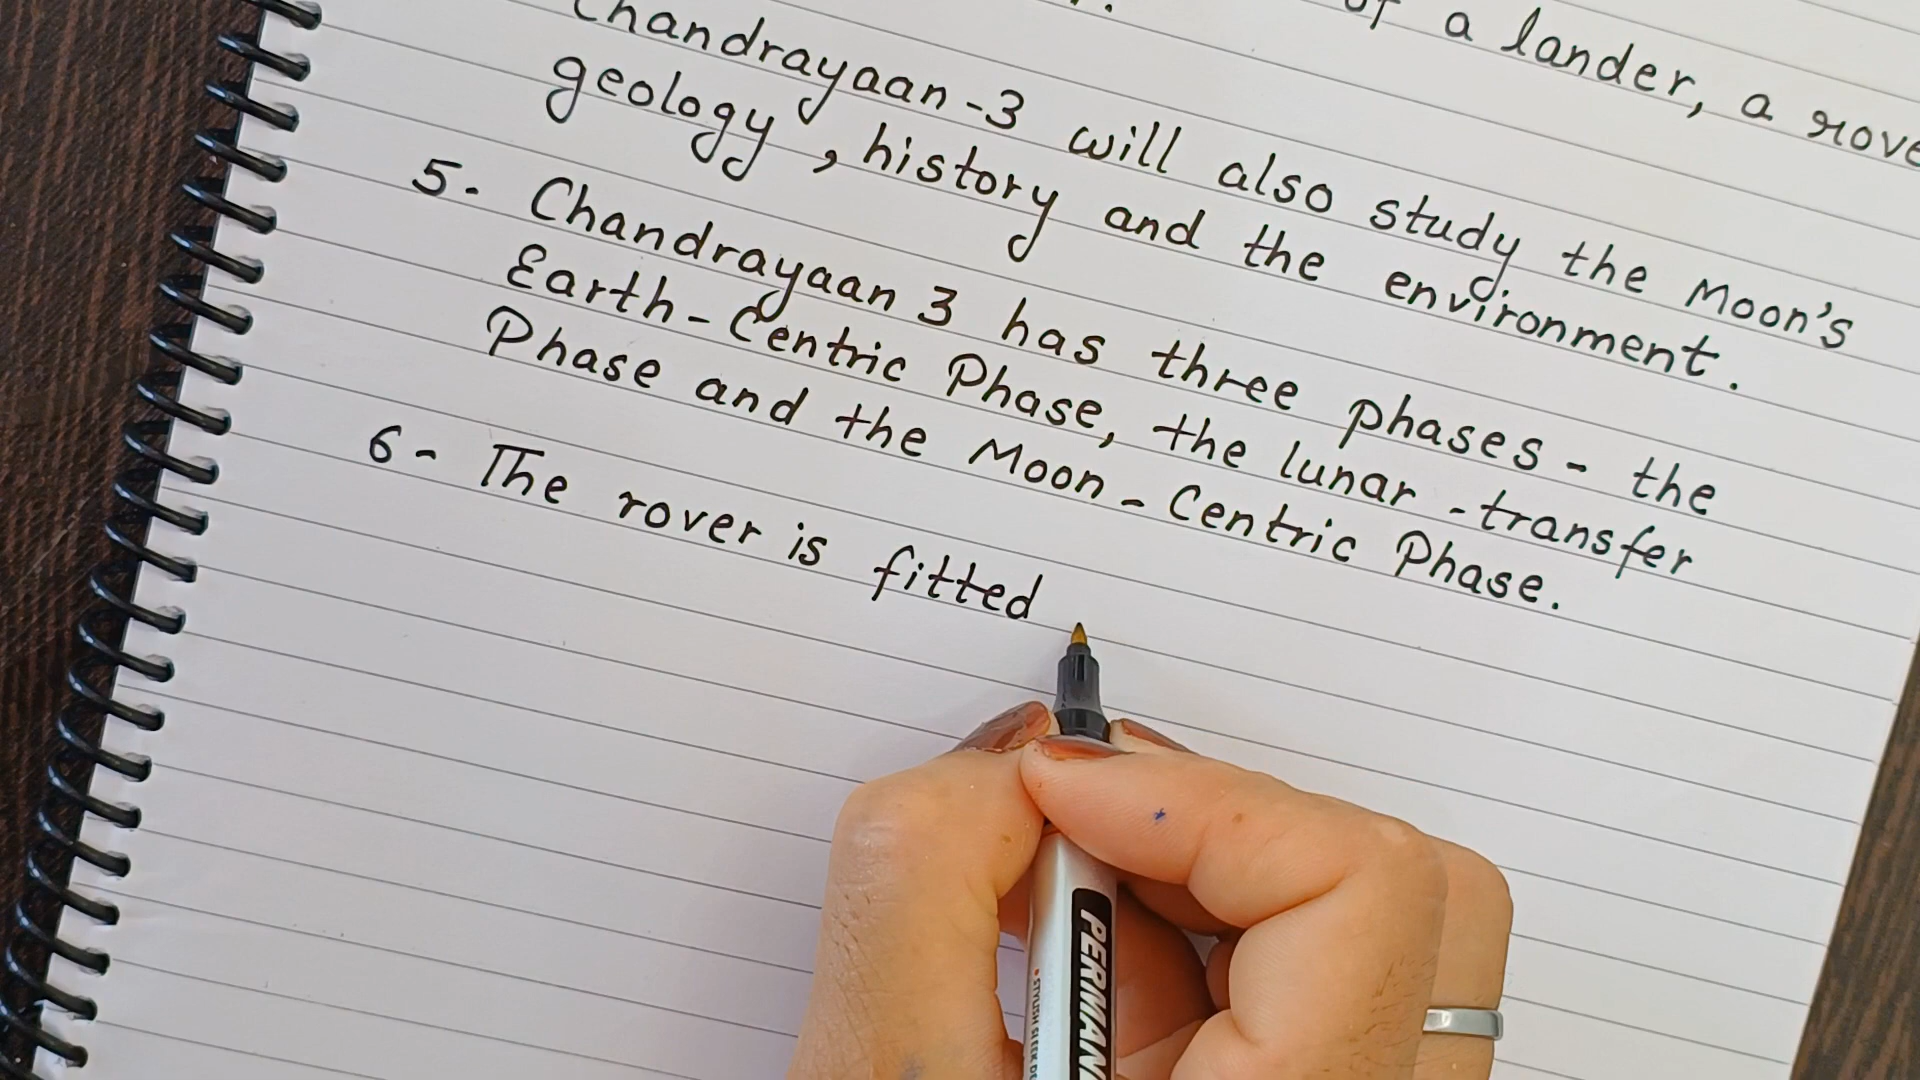 of a lander, a rove
Chandrayaan-3 will also study the Moon's
geology, history and the environment.
5. Chandrayaan 3 has three phases - the
Earth-Centric Phase, the lunar-transfer
Phase and the Moon-Centric Phase.
6- The rover is fitted
PERMAN